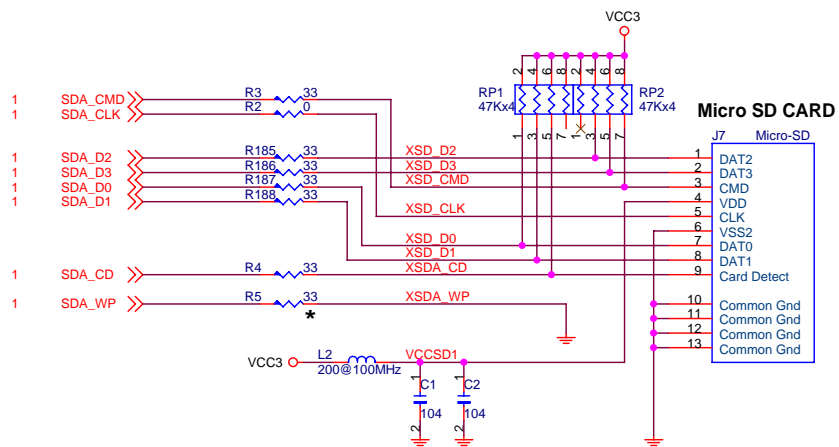 VCC3
2 4 6 8 2 4 6 8
RP1 RP2
47Kx4 47Kx4
1 3 5 7 1 3 5 7
Micro SD CARD
J7 Micro-SD
1 SDA_CMD R3 33
1 SDA_CLK R2 0
1 SDA_D2 R185 33 XSD_D2 1 DAT2
1 SDA_D3 R186 33 XSD_D3 2 DAT3
1 SDA_D0 R187 33 XSD_CMD 3 CMD
1 SDA_D1 R188 33 4 VDD
XSD_CLK 5 CLK
6 VSS2
XSD_D0 7 DAT0
XSD_D1 8 DAT1
1 SDA_CD R4 33 XSDA_CD 9 Card Detect
1 SDA_WP R5 33 XSDA_WP 10 Common Gnd
* 11 Common Gnd
12 Common Gnd
13 Common Gnd
VCC3 L2 VCCSD1
200@100MHz
1 C1 1 C2
104 104
2 2